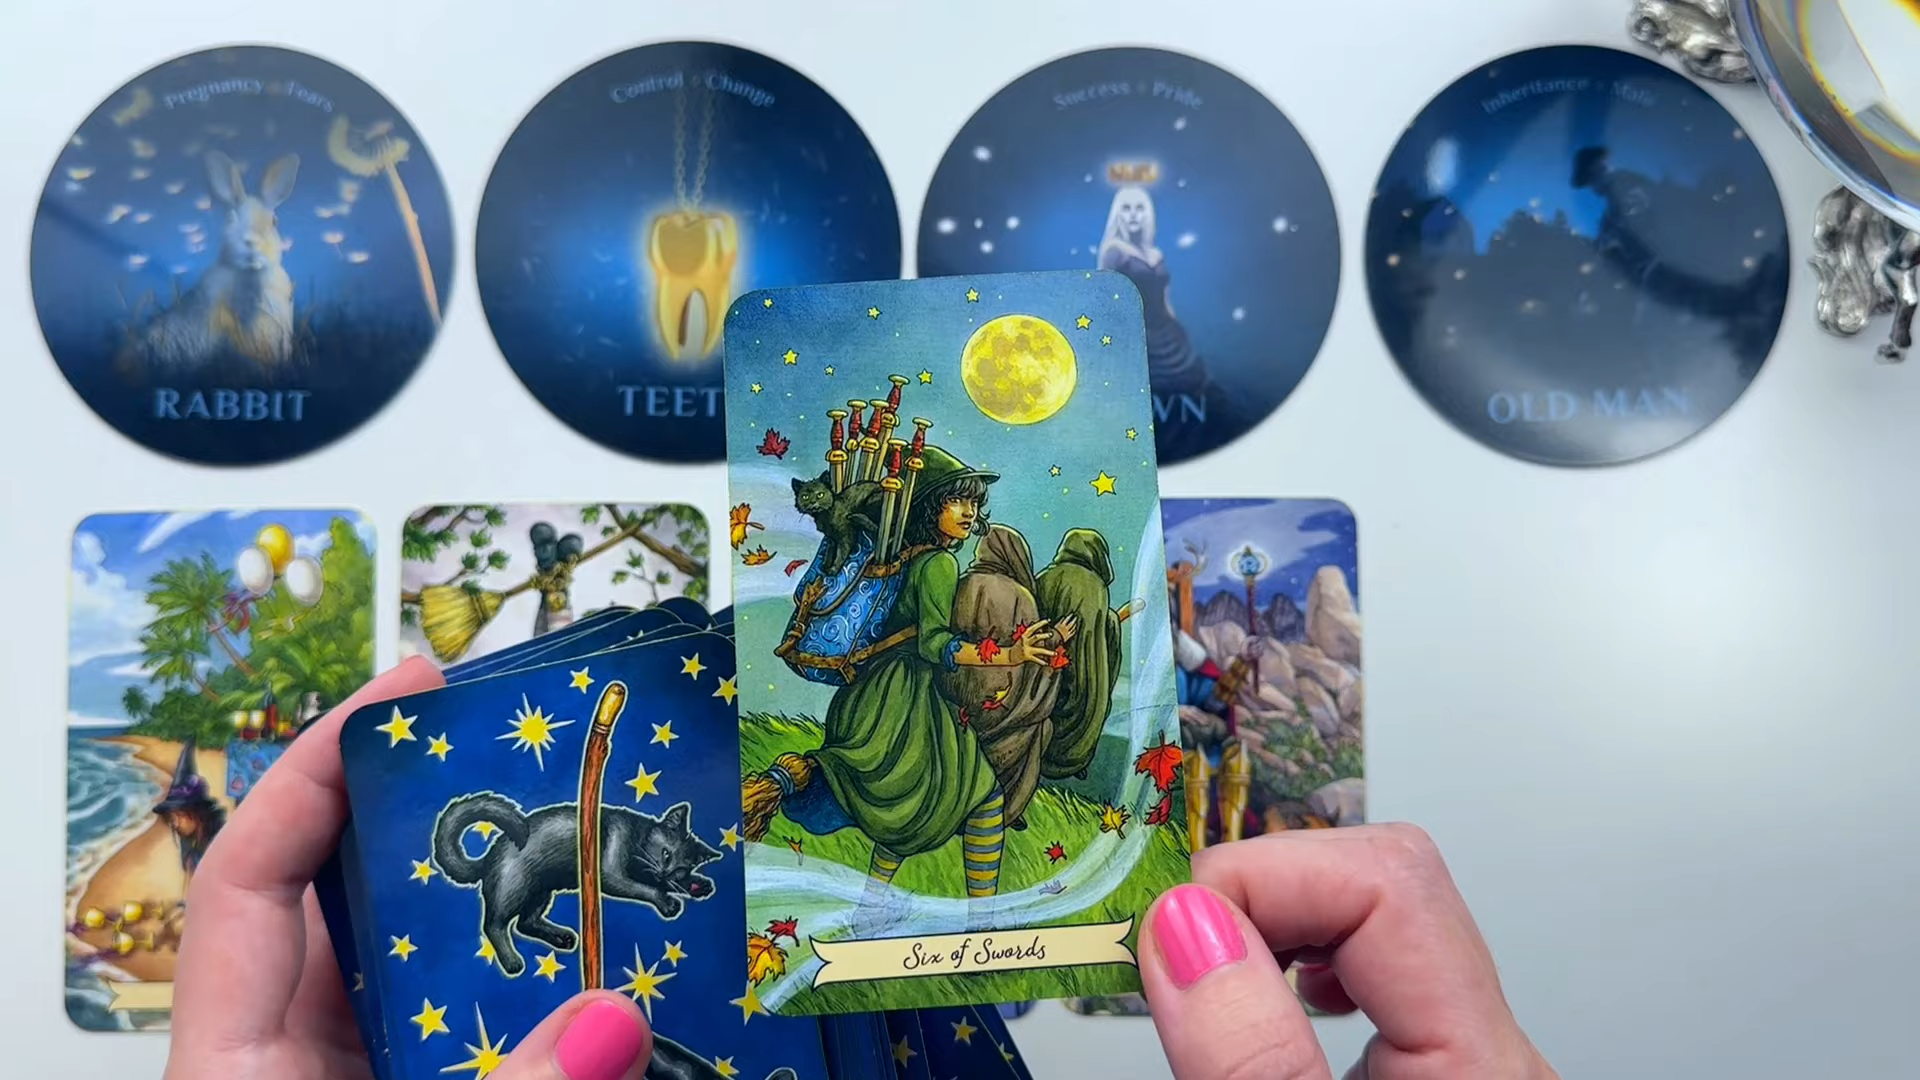 Pregnancy • Tears
RABBIT
Control • Change
TEET
Success • Pride
WN
Inheritance • Male
OLD MAN
Six of Swords